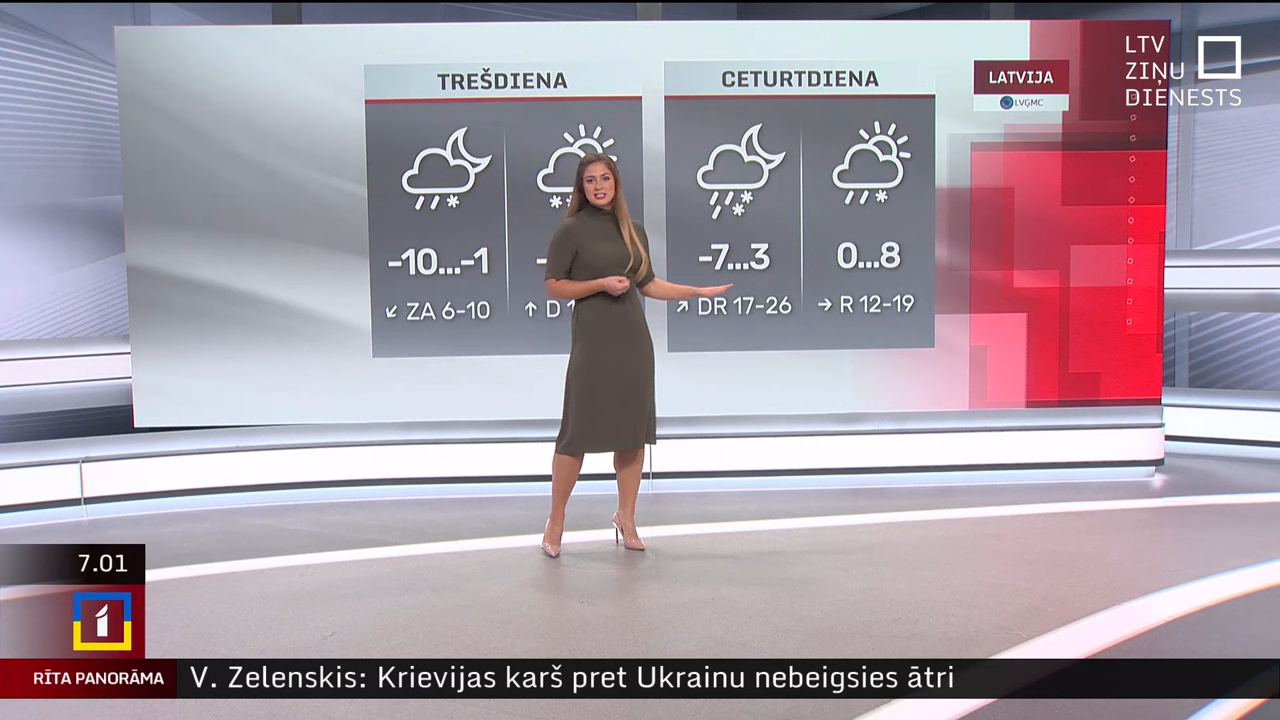 TREŠDIENA
-10...-1
↙ ZA 6-10
↑ D
CETURTDIENA
-7...3
↗ DR 17-26
0...8
→ R 12-19
LATVIJA
LVĢMC
LTV
ZIŅU
DIENESTS
7.01
1
RĪTA PANORĀMA
V. Zelenskis: Krievijas karš pret Ukrainu nebeigsies ātri